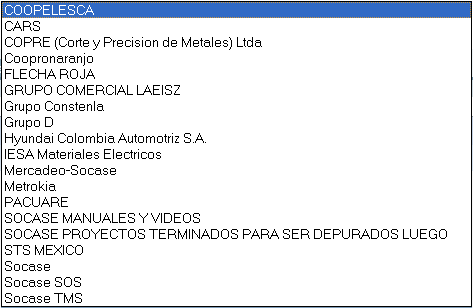 COOPELESCA
CARS
COPRE (Corte y Precision de Metales) Ltda
Coopronaranjo
FLECHA ROJA
GRUPO COMERCIAL LAEISZ
Grupo Constenla
Grupo D
Hyundai Colombia Automotriz S.A.
IESA Materiales Electricos
Mercadeo-Socase
Metrokia
PACUARE
SOCASE MANUALES Y VIDEOS
SOCASE PROYECTOS TERMINADOS PARA SER DEPURADOS LUEGO
STS MEXICO
Socase
Socase SOS
Socase TMS